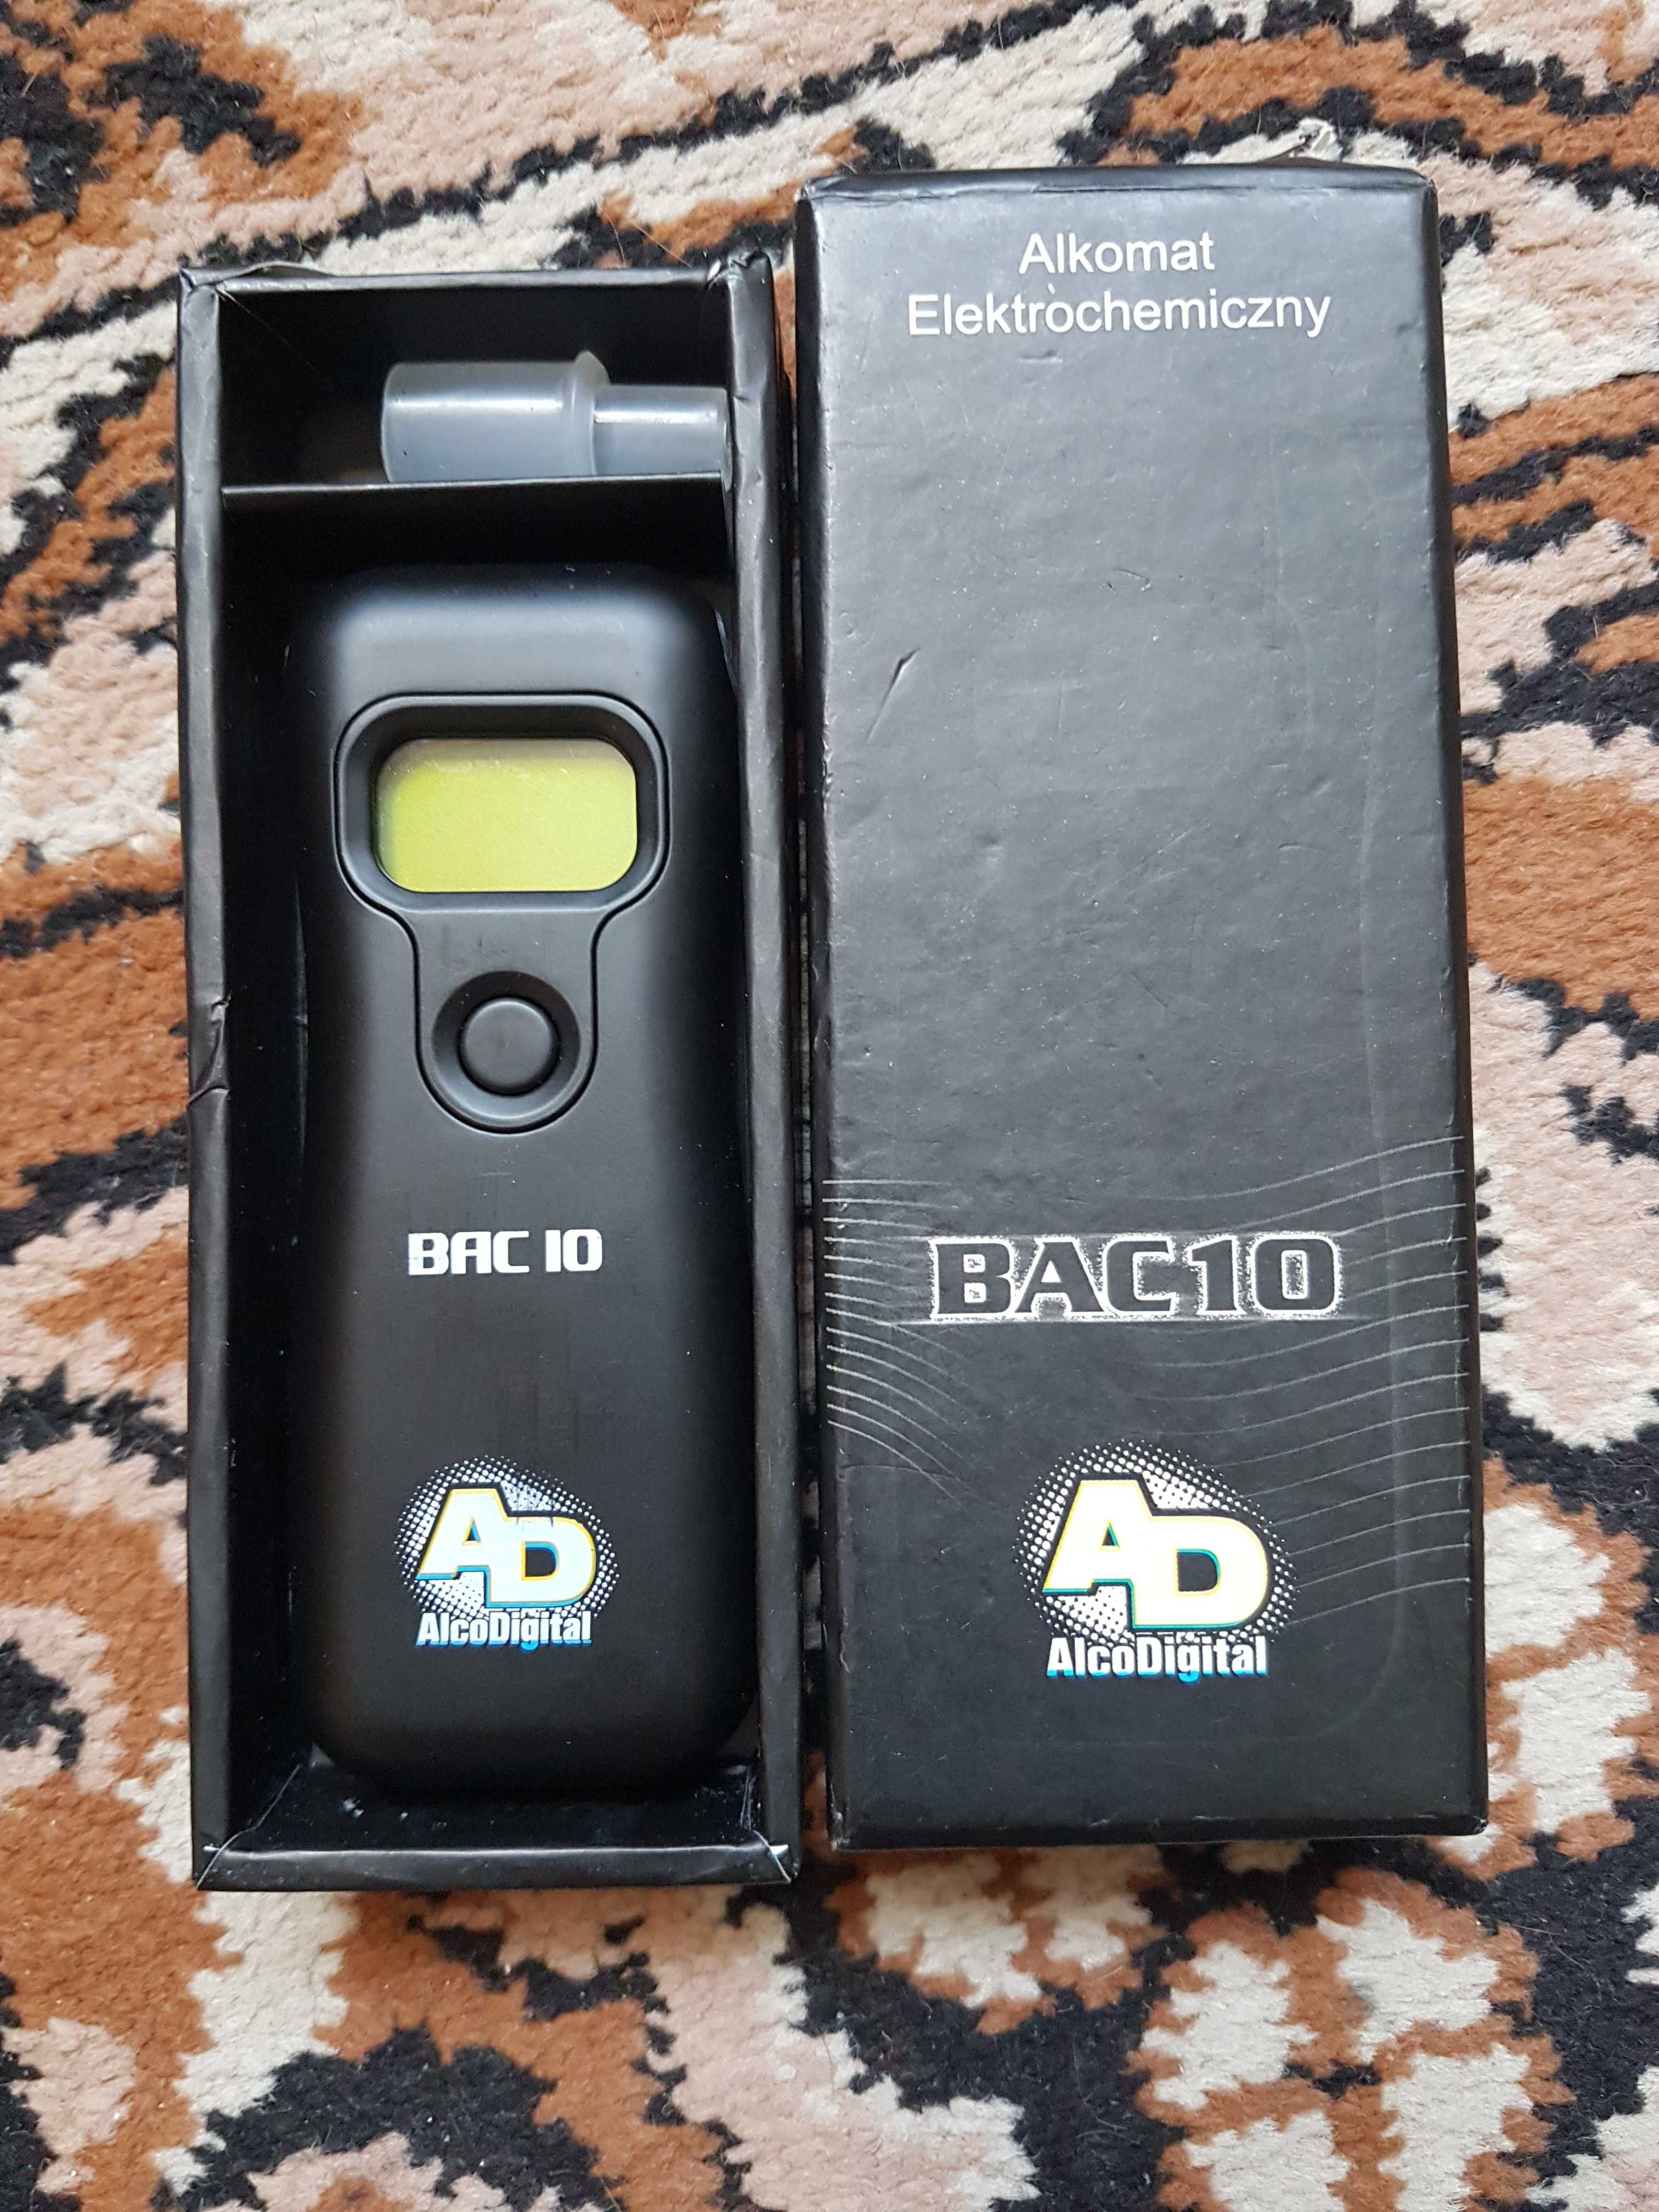 BAC 10
AD
AlcoDigital
Alkomat
Elektrochemiczny
BAC10
AD
AlcoDigital